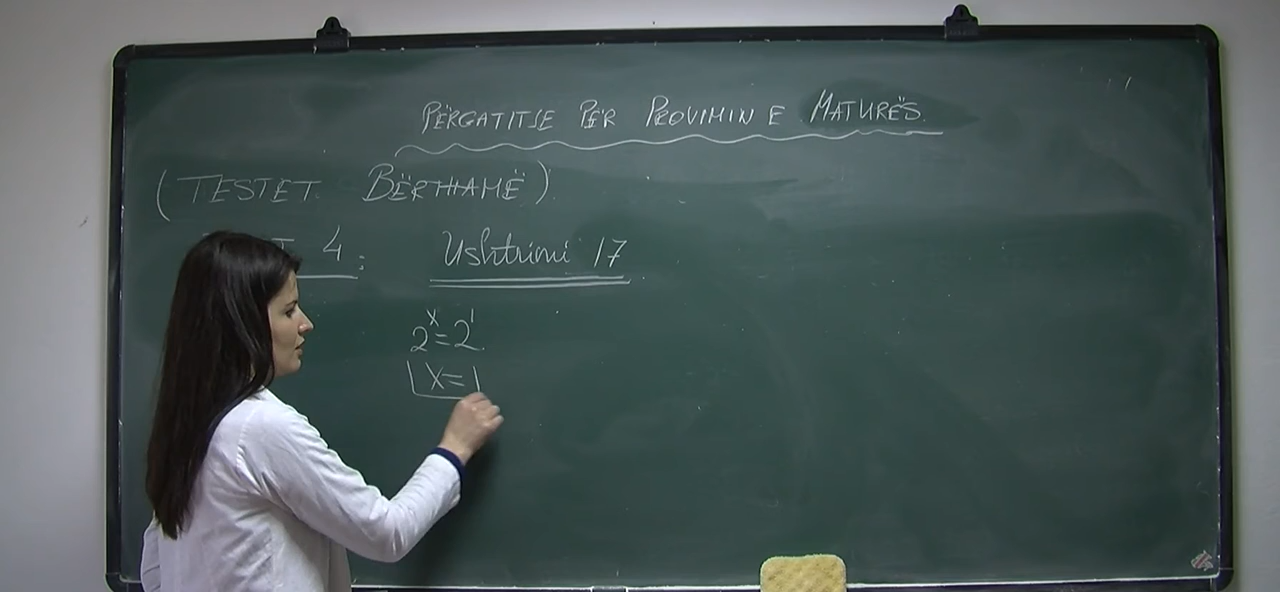 PËRGATITJE PËR PROVIMIN E MATURËS.
(TESTET BËRTHAMË)
4: Ushtrimi 17
2ˣ = 2¹
x = 1